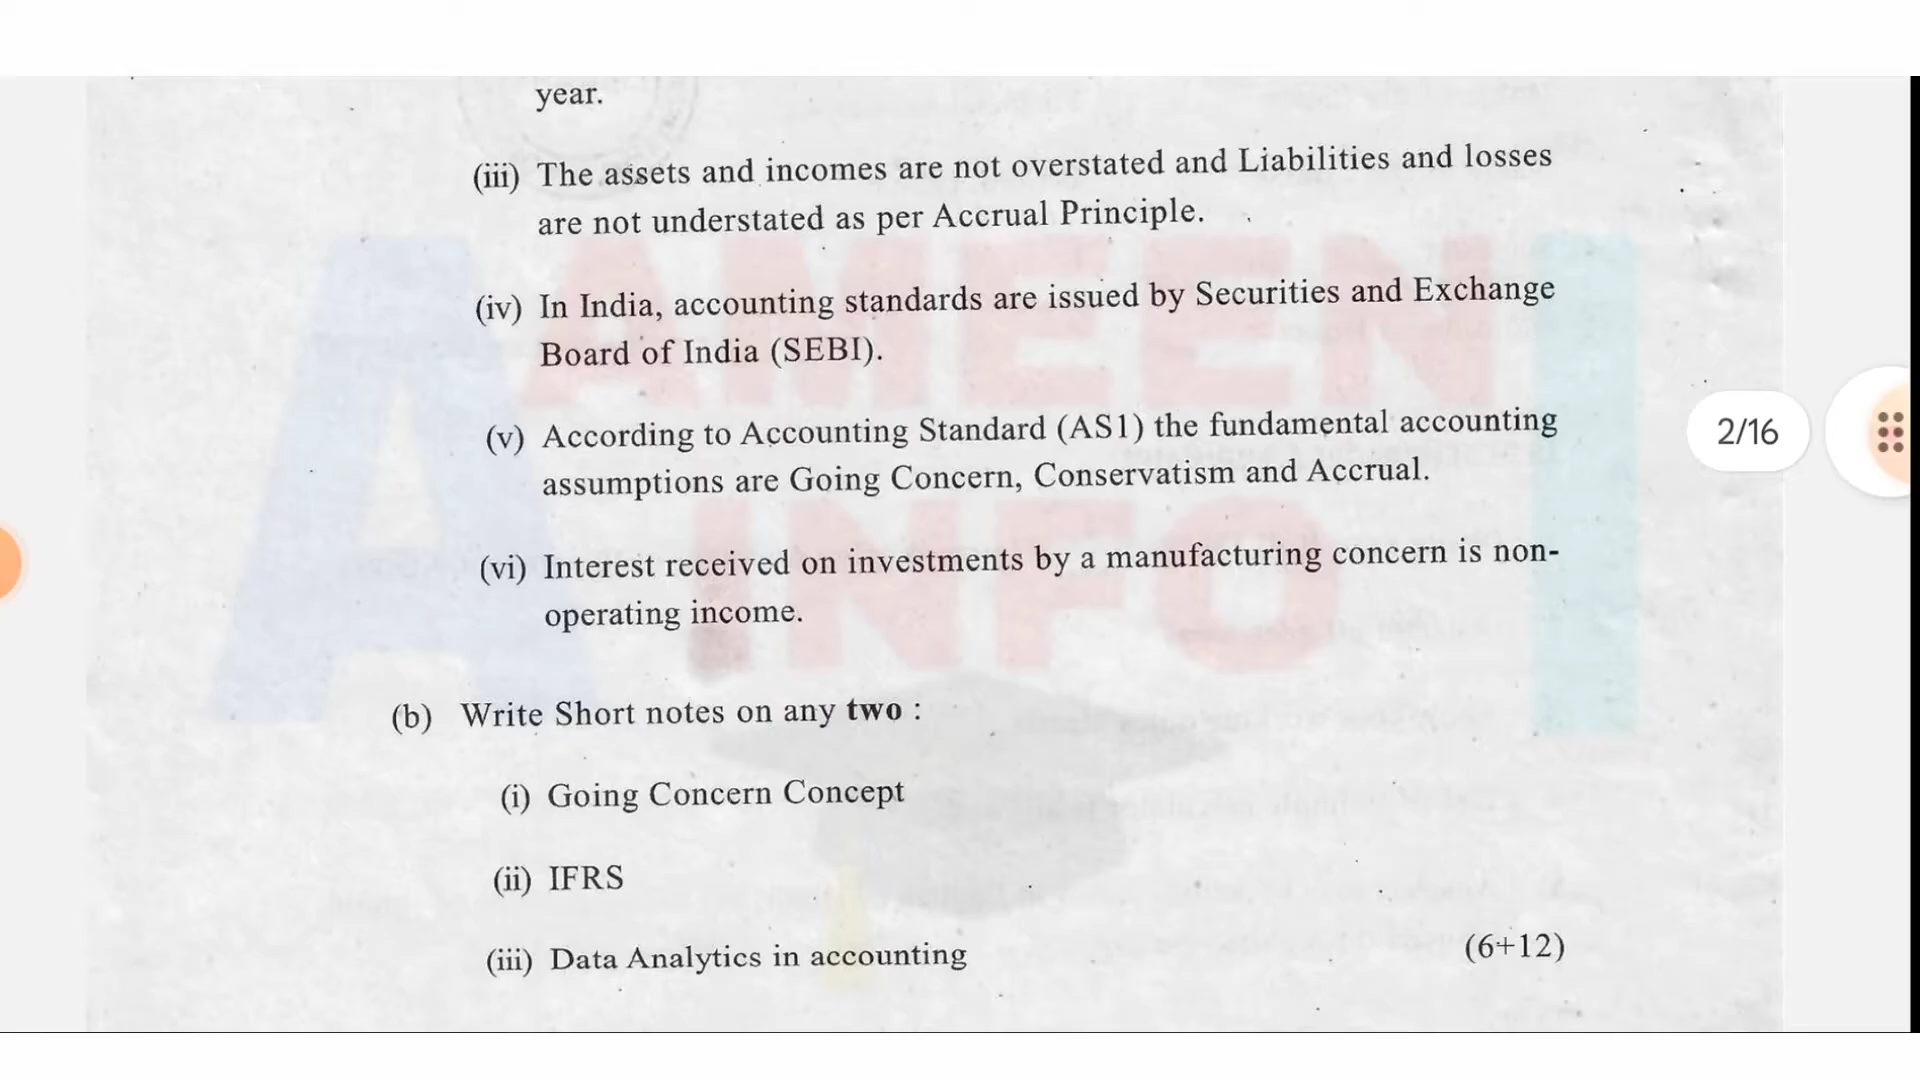 year.
(iii) The assets and incomes are not overstated and Liabilities and losses
are not understated as per Accrual Principle.
(iv) In India, accounting standards are issued by Securities and Exchange
Board of India (SEBI).
(v) According to Accounting Standard (AS1) the fundamental accounting
assumptions are Going Concern, Conservatism and Accrual.
2/16
(vi) Interest received on investments by a manufacturing concern is non-
operating income.
(b) Write Short notes on any two :
(i) Going Concern Concept
(ii) IFRS
(iii) Data Analytics in accounting (6+12)
AMEEN
INFO